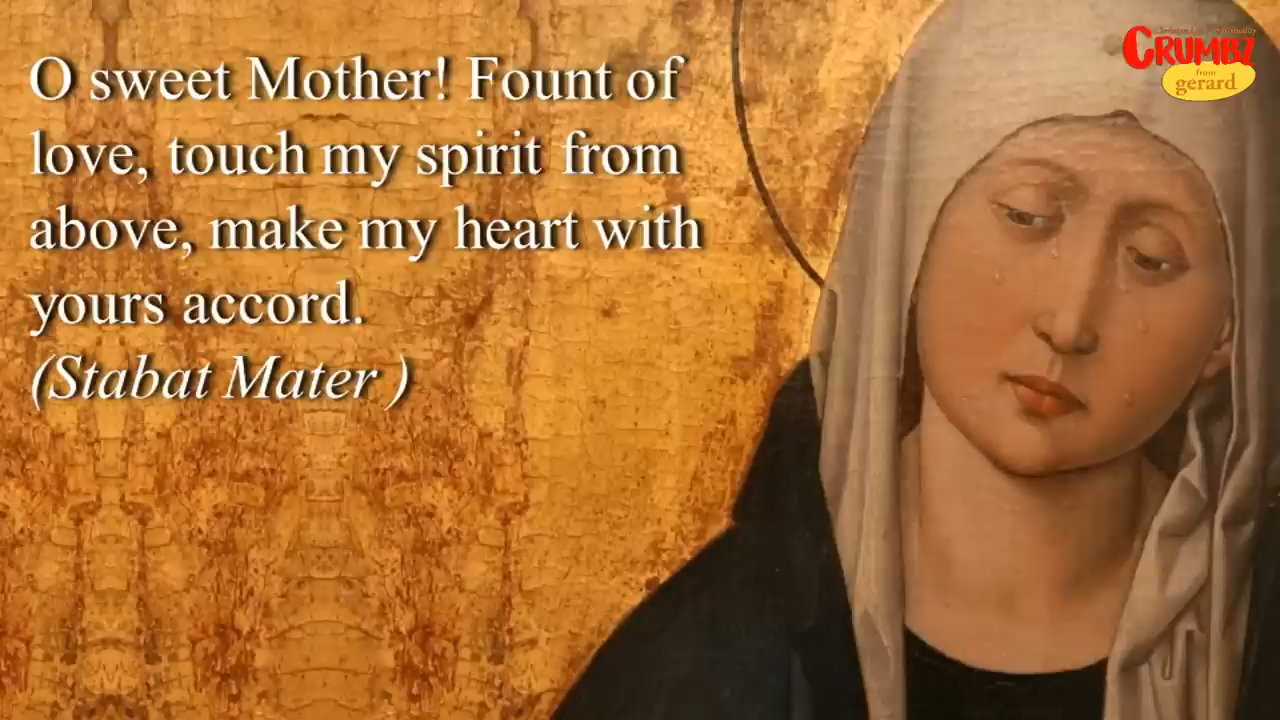 O sweet Mother! Fount of
love, touch my spirit from
above, make my heart with
yours accord.
(Stabat Mater )
CRUMBZ
from
gerard